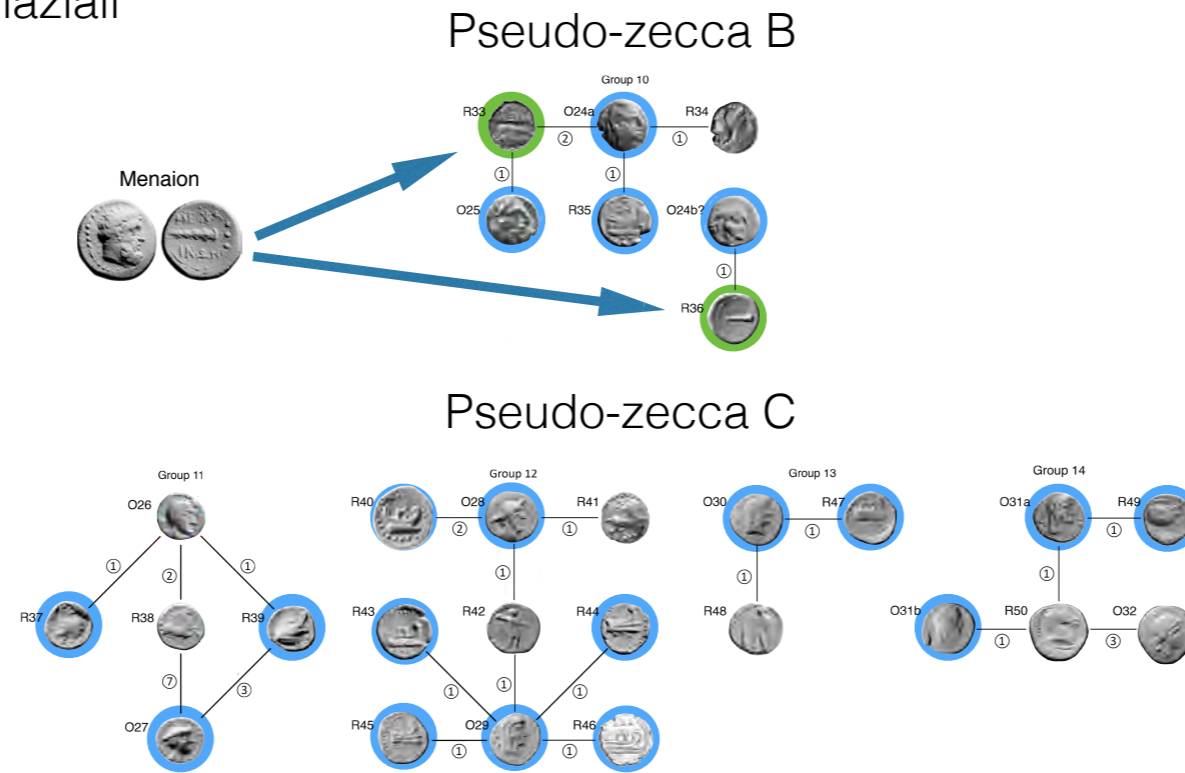 naziali
Pseudo-zecca B
Group 10
R33
O24a
R34
②
①
Menaion
①
①
O25
R35
O24b?
①
R36
Pseudo-zecca C
Group 11
Group 12
Group 13
Group 14
O26
R40
O28
R41
O30
R47
O31a
R49
②
①
①
①
①
②
①
①
①
①
R37
R38
R39
R43
R42
R44
R48
O31b
R50
O32
①
③
⑦
③
①
①
①
O27
R45
O29
R46
①
①